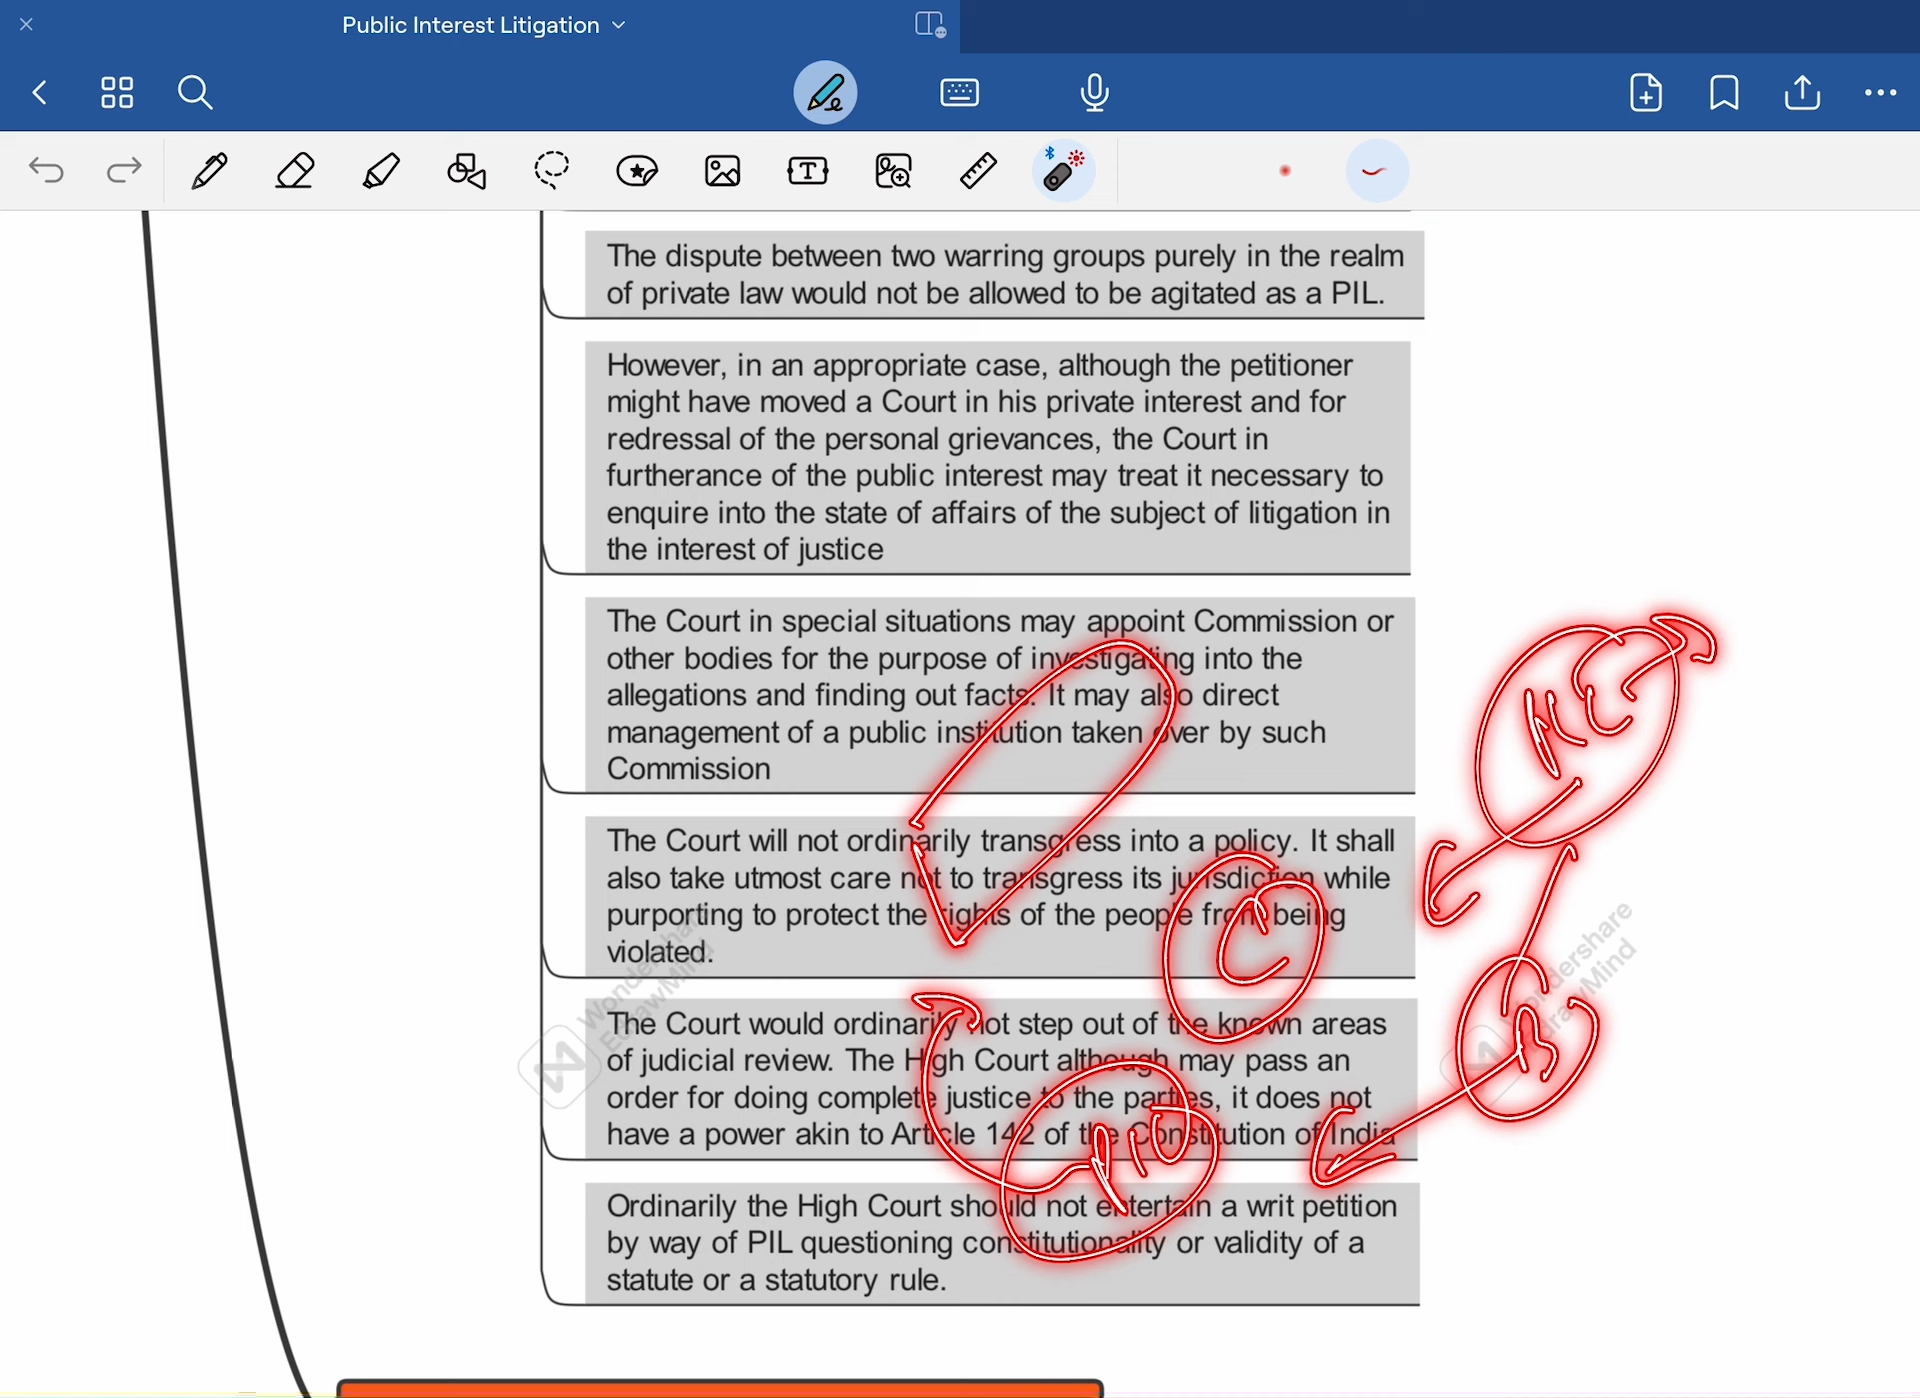 Public Interest Litigation
The dispute between two warring groups purely in the realm
of private law would not be allowed to be agitated as a PIL.
However, in an appropriate case, although the petitioner
might have moved a Court in his private interest and for
redressal of the personal grievances, the Court in
furtherance of the public interest may treat it necessary to
enquire into the state of affairs of the subject of litigation in
the interest of justice
The Court in special situations may appoint Commission or
other bodies for the purpose of investigating into the
allegations and finding out facts. It may also direct
management of a public institution taken over by such
Commission
The Court will not ordinarily transgress into a policy. It shall
also take utmost care not to transgress its jurisdiction while
purporting to protect the rights of the people from being
violated.
The Court would ordinarily not step out of the known areas
of judicial review. The High Court although may pass an
order for doing complete justice to the parties, it does not
have a power akin to Article 142 of the Constitution of India
Ordinarily the High Court should not entertain a writ petition
by way of PIL questioning constitutionality or validity of a
statute or a statutory rule.
C
B
Wondershare
EdrawMind
Wondershare
EdrawMind